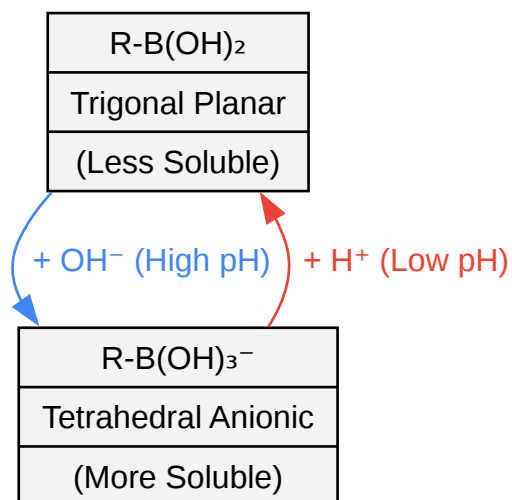 R-B(OH)₂
Trigonal Planar
(Less Soluble)
+ OH⁻ (High pH)
+ H⁺ (Low pH)
R-B(OH)₃⁻
Tetrahedral Anionic
(More Soluble)